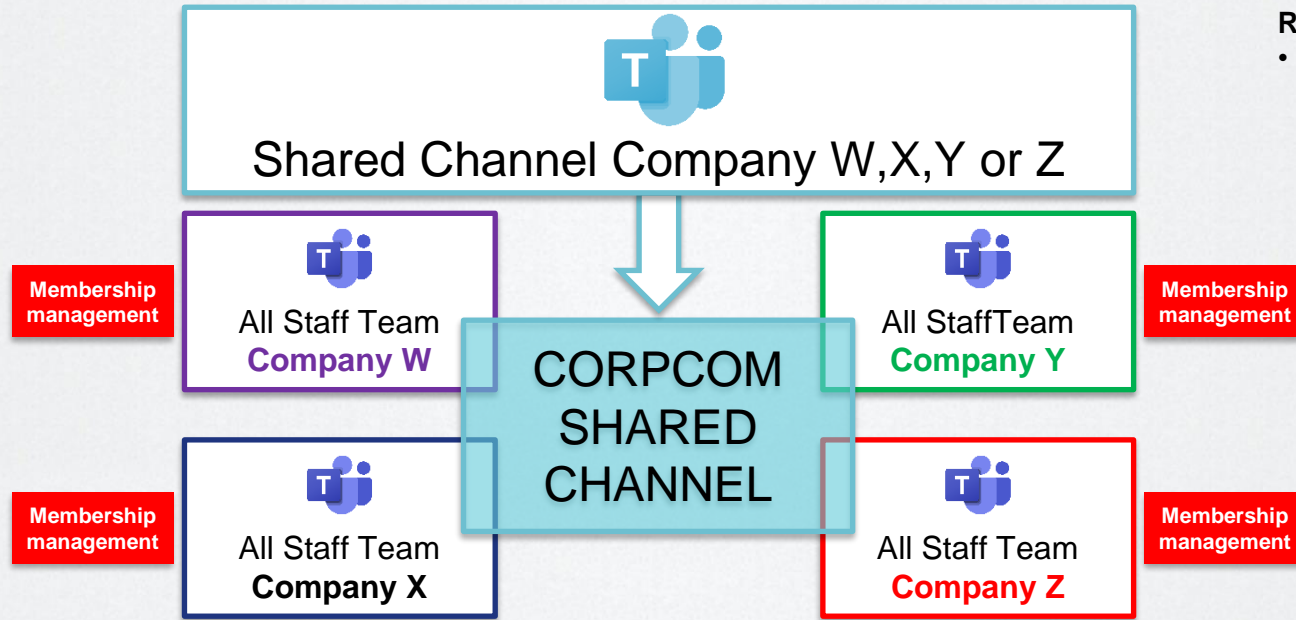 R
•
T
Shared Channel Company W,X,Y or Z
T
All Staff Team
Company W
T
All StaffTeam
Company Y
Membership
management
Membership
management
CORPCOM
SHARED
CHANNEL
T
All Staff Team
Company X
T
All Staff Team
Company Z
Membership
management
Membership
management